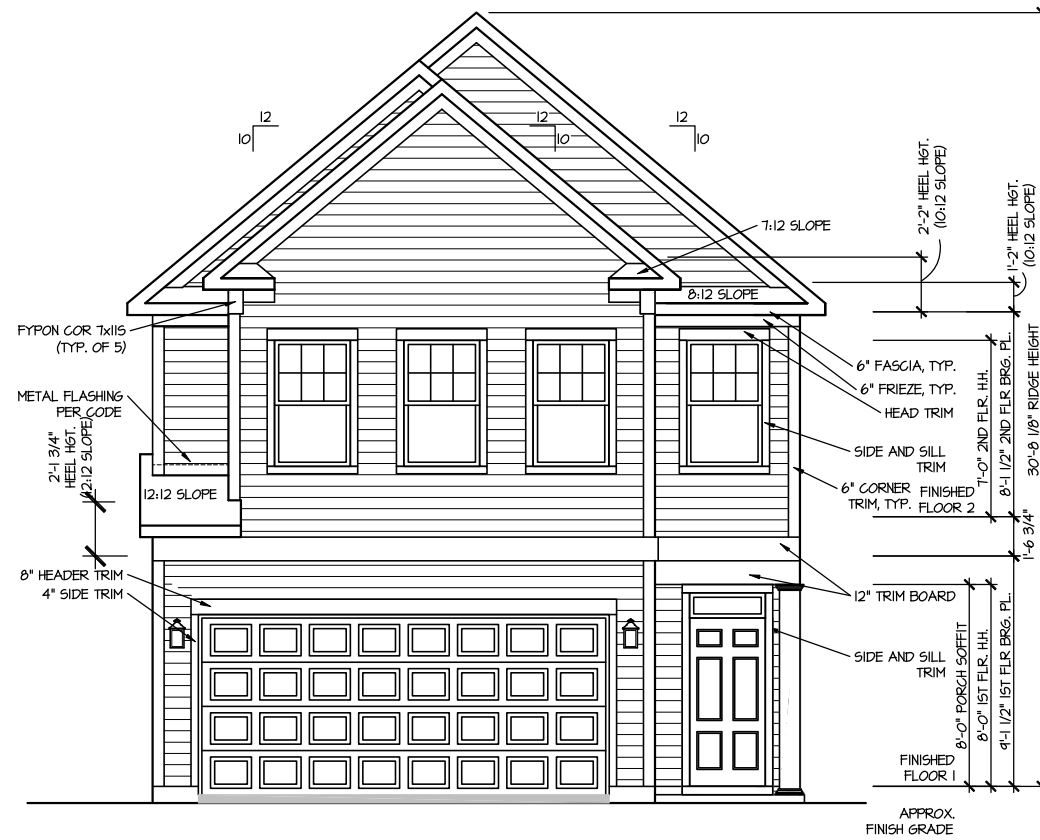 12
10
12
10
12
10
7:12 SLOPE
8:12 SLOPE
2'-2" HEEL HGT.
(10:12 SLOPE)
1'-2" HEEL HGT.
(10:12 SLOPE)
FYPON COR 7x11S
(TYP. OF 5)
METAL FLASHING
PER CODE
2'-1 3/4"
HEEL HGT.
(12:12 SLOPE)
12:12 SLOPE
6" FASCIA, TYP.
6" FRIEZE, TYP.
HEAD TRIM
SIDE AND SILL
TRIM
6" CORNER
TRIM, TYP.
FINISHED
FLOOR 2
7'-0" 2ND FLR. H.H.
8'-1 1/2" 2ND FLR BRG. PL.
30'-8 1/8" RIDGE HEIGHT
1'-6 3/4"
8" HEADER TRIM
4" SIDE TRIM
12" TRIM BOARD
SIDE AND SILL
TRIM
8'-0" PORCH SOFFIT
8'-0" 1ST FLR. H.H.
9'-1 1/2" 1ST FLR BRG. PL.
FINISHED
FLOOR 1
APPROX.
FINISH GRADE